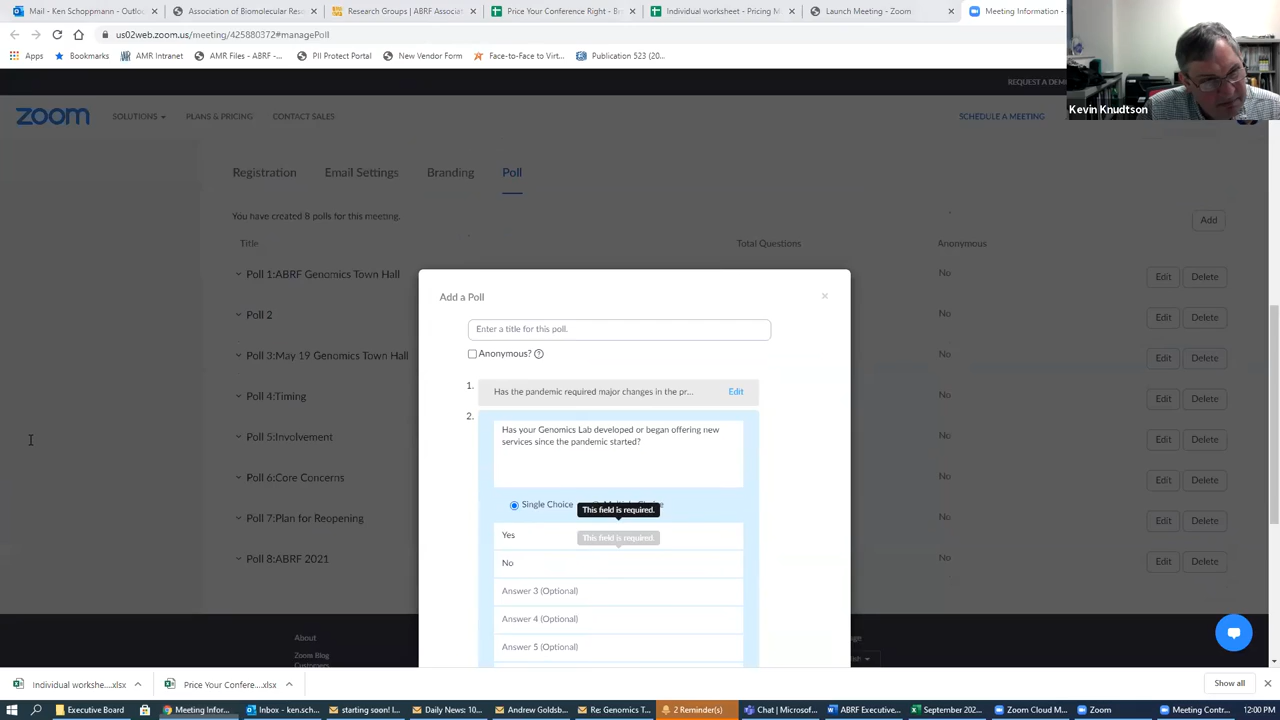 Mail - Ken Schoppmann - Outlo
Association of Biomolecular Rese
Research Groups | ABRF Associat
Price Your Conference Right - Br
Individual worksheet - Pricing M
Launch Meeting - Zoom
Meeting Information -
us02web.zoom.us/meeting/425880372#managePoll
Apps
Bookmarks
AMR Intranet
AMR Files - ABRF -...
PII Protect Portal
New Vendor Form
Face-to-Face to Virt...
Publication 523 (20...
REQUEST A DEM
Kevin Knudtson
zoom
SOLUTIONS
PLANS & PRICING
CONTACT SALES
SCHEDULE A MEETING
Registration
Email Settings
Branding
Poll
You have created 8 polls for this meeting.
Add
Title
Total Questions
Anonymous
Poll 1:ABRF Genomics Town Hall
No
Edit
Delete
Poll 2
No
Edit
Delete
Poll 3:May 19 Genomics Town Hall
No
Edit
Delete
Poll 4:Timing
No
Edit
Delete
Poll 5:Involvement
No
Edit
Delete
Poll 6:Core Concerns
No
Edit
Delete
Poll 7:Plan for Reopening
No
Edit
Delete
Poll 8:ABRF 2021
No
Edit
Delete
Add a Poll
×
Enter a title for this poll.
Anonymous?
1.
Has the pandemic required major changes in the pr...
Edit
2.
Has your Genomics Lab developed or began offering new
services since the pandemic started?
Single Choice
This field is required.
Yes
This field is required.
No
Answer 3 (Optional)
Answer 4 (Optional)
Answer 5 (Optional)
About
Zoom Blog
Customers
Individual workshe....xlsx
Price Your Confere....xlsx
Show all
Executive Board
Meeting Infor...
Inbox - ken.sch...
starting soon! I...
Daily News: 10...
Andrew Goldsb...
Re: Genomics T...
2 Reminder(s)
Chat | Microsof...
ABRF Executive...
September 202...
Zoom Cloud M...
Zoom
Meeting Contro...
12:00 PM